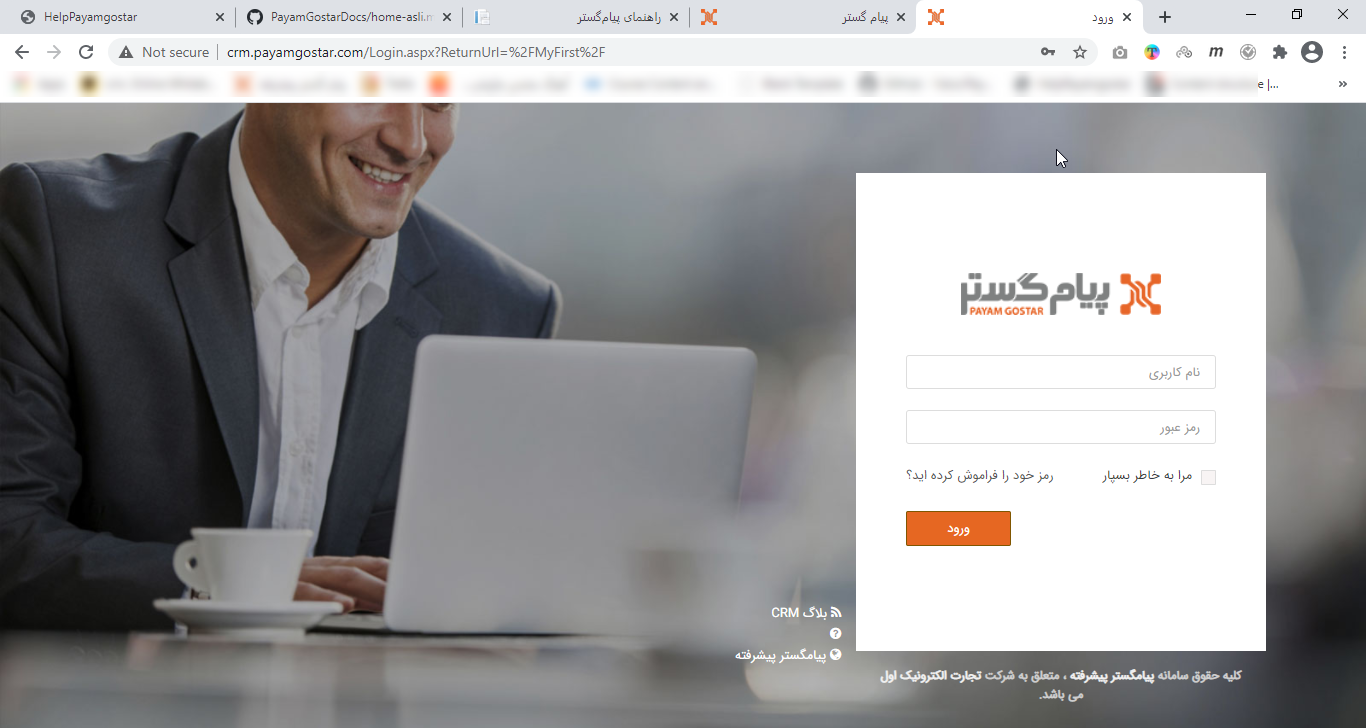 HelpPayamgostar
PayamGostarDocs/home-asli.m
راهنمای پیام‌گستر
پیام گستر
ورود
Not secure
crm.payamgostar.com/Login.aspx?ReturnUrl=%2FMyFirst%2F
پیام گستر
PAYAM GOSTAR
نام کاربری
رمز عبور
مرا به خاطر بسپار
رمز خود را فراموش کرده اید؟
ورود
بلاگ CRM
پیامگستر پیشرفته
کلیه حقوق سامانه پیامگستر پیشرفته ، متعلق به شرکت تجارت الکترونیک اول
می باشد.